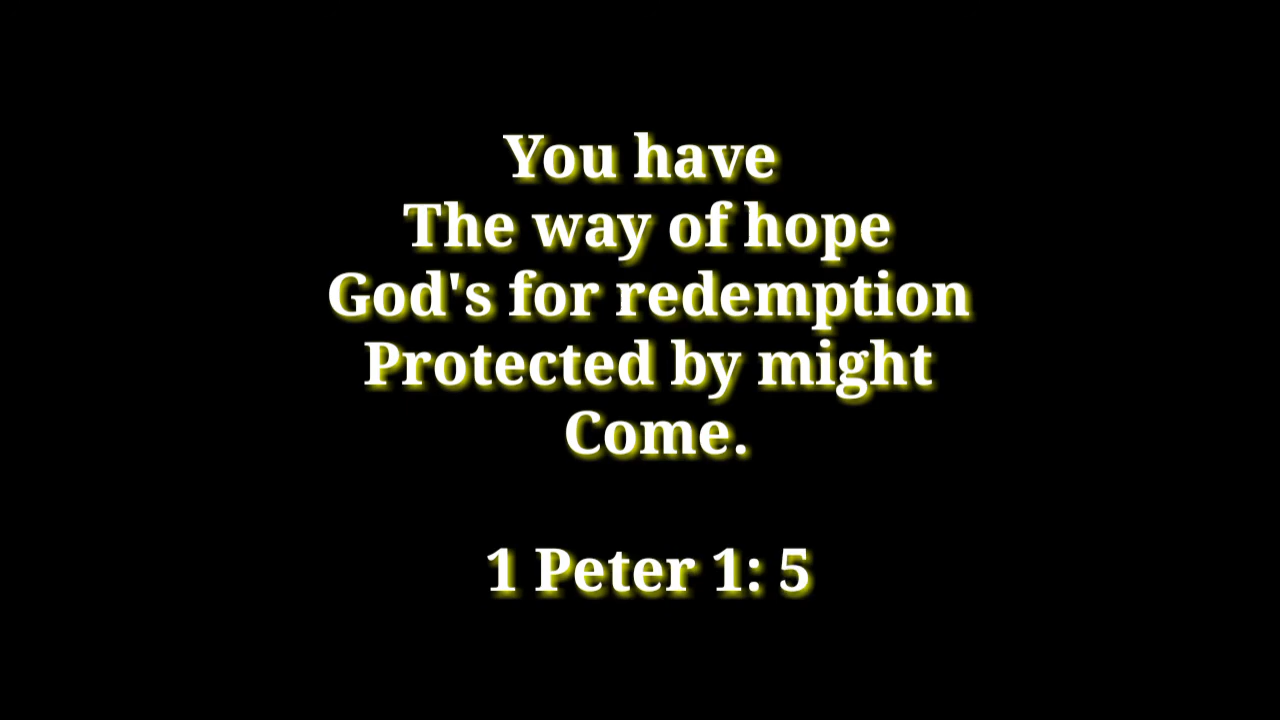 You have
The way of hope
God's for redemption
Protected by might
Come.
1 Peter 1: 5